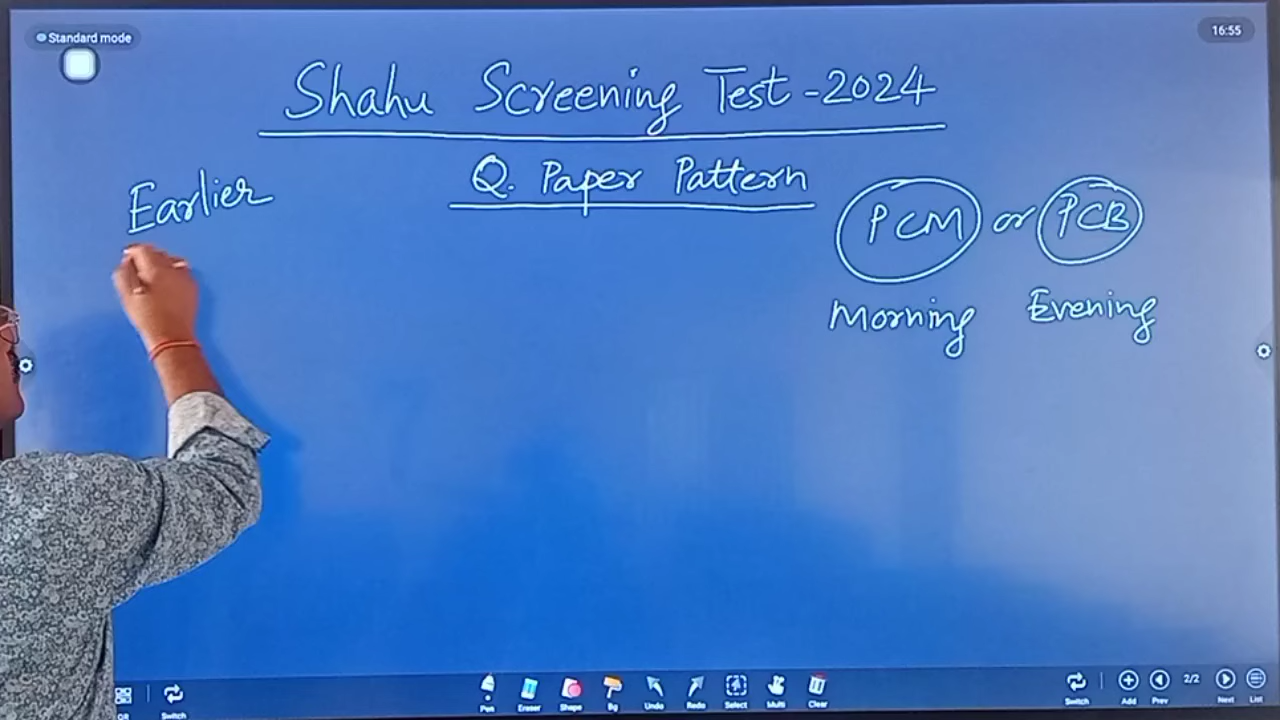 Standard mode
16:55
Shahu Screening Test - 2024
Q. Paper Pattern
Earlier
PCM or PCB
Morning Evening
QR
Switch
Pen
Eraser
Shape
Bg
Undo
Redo
Select
Multi
Clear
Switch
Add
Prev
2/2
Next
List